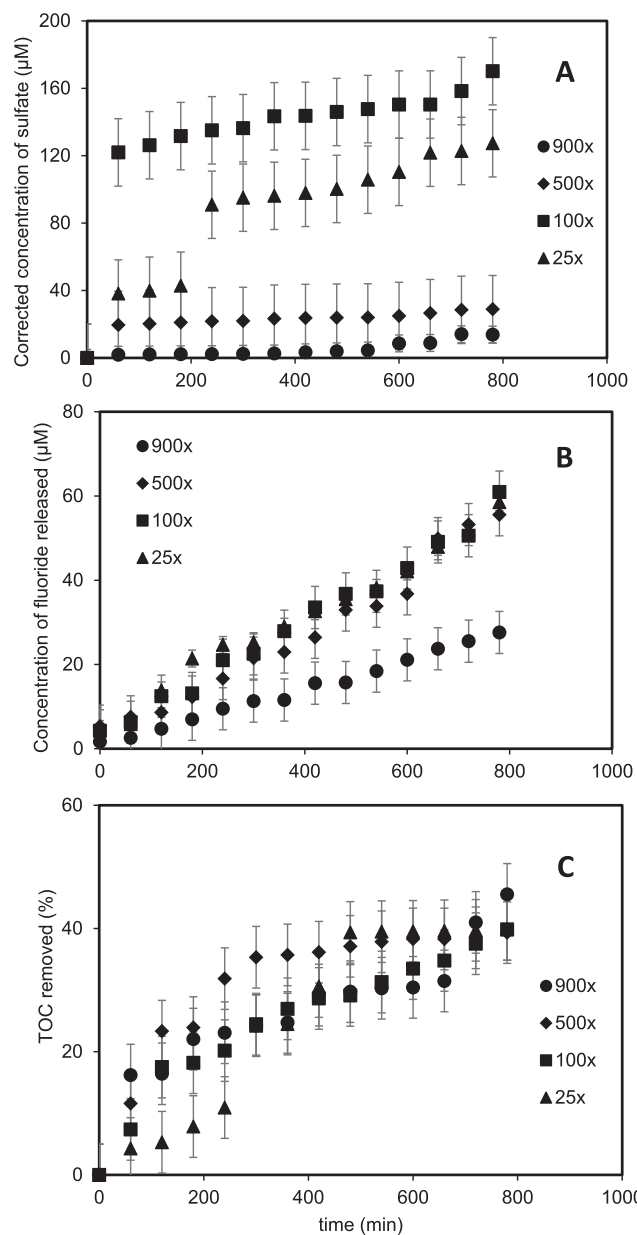 Corrected concentration of sulfate (µM)
200
160
120
80
40
0
0 200 400 600 800 1000
A
900x
500x
100x
25x
Concentration of fluoride released (µM)
80
60
40
20
0
0 200 400 600 800 1000
B
900x
500x
100x
25x
TOC removed (%)
60
40
20
0
0 200 400 600 800 1000
C
900x
500x
100x
25x
time (min)